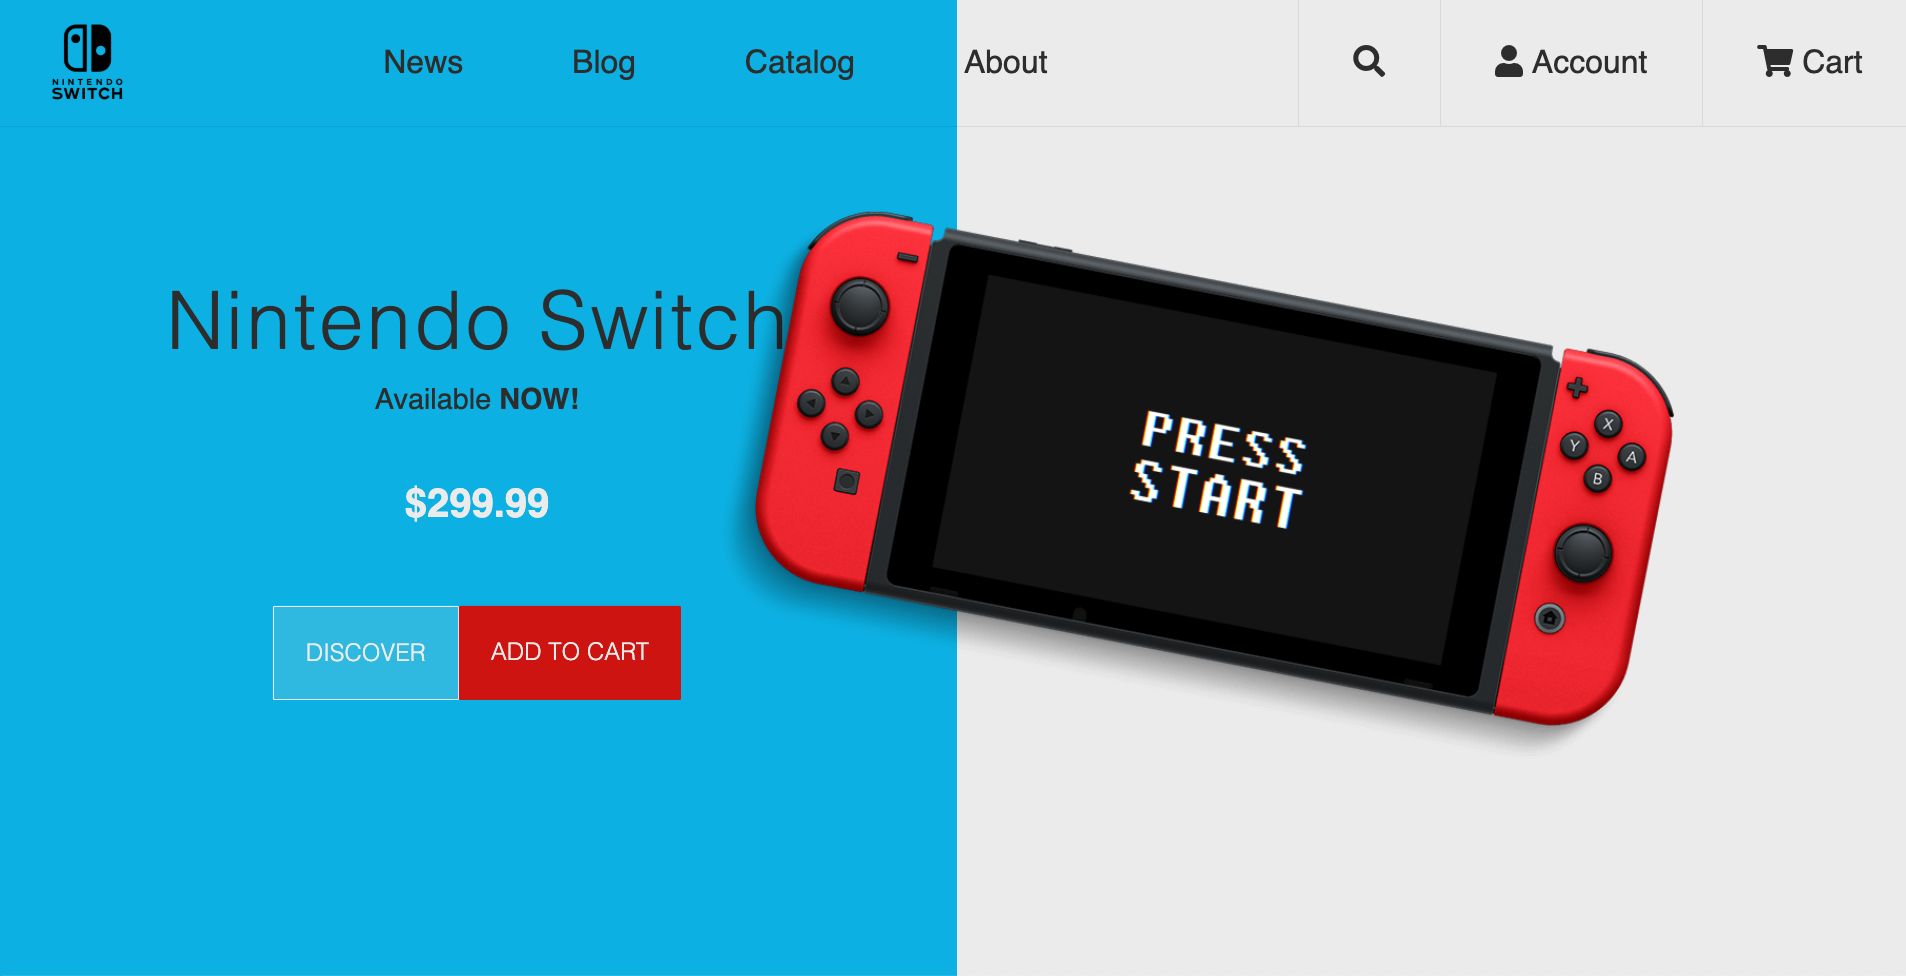 NINTENDO
SWITCH
News
Blog
Catalog
About
Account
Cart
Nintendo Switch
Available NOW!
$299.99
DISCOVER
ADD TO CART
PRESS
START
X
Y
A
B